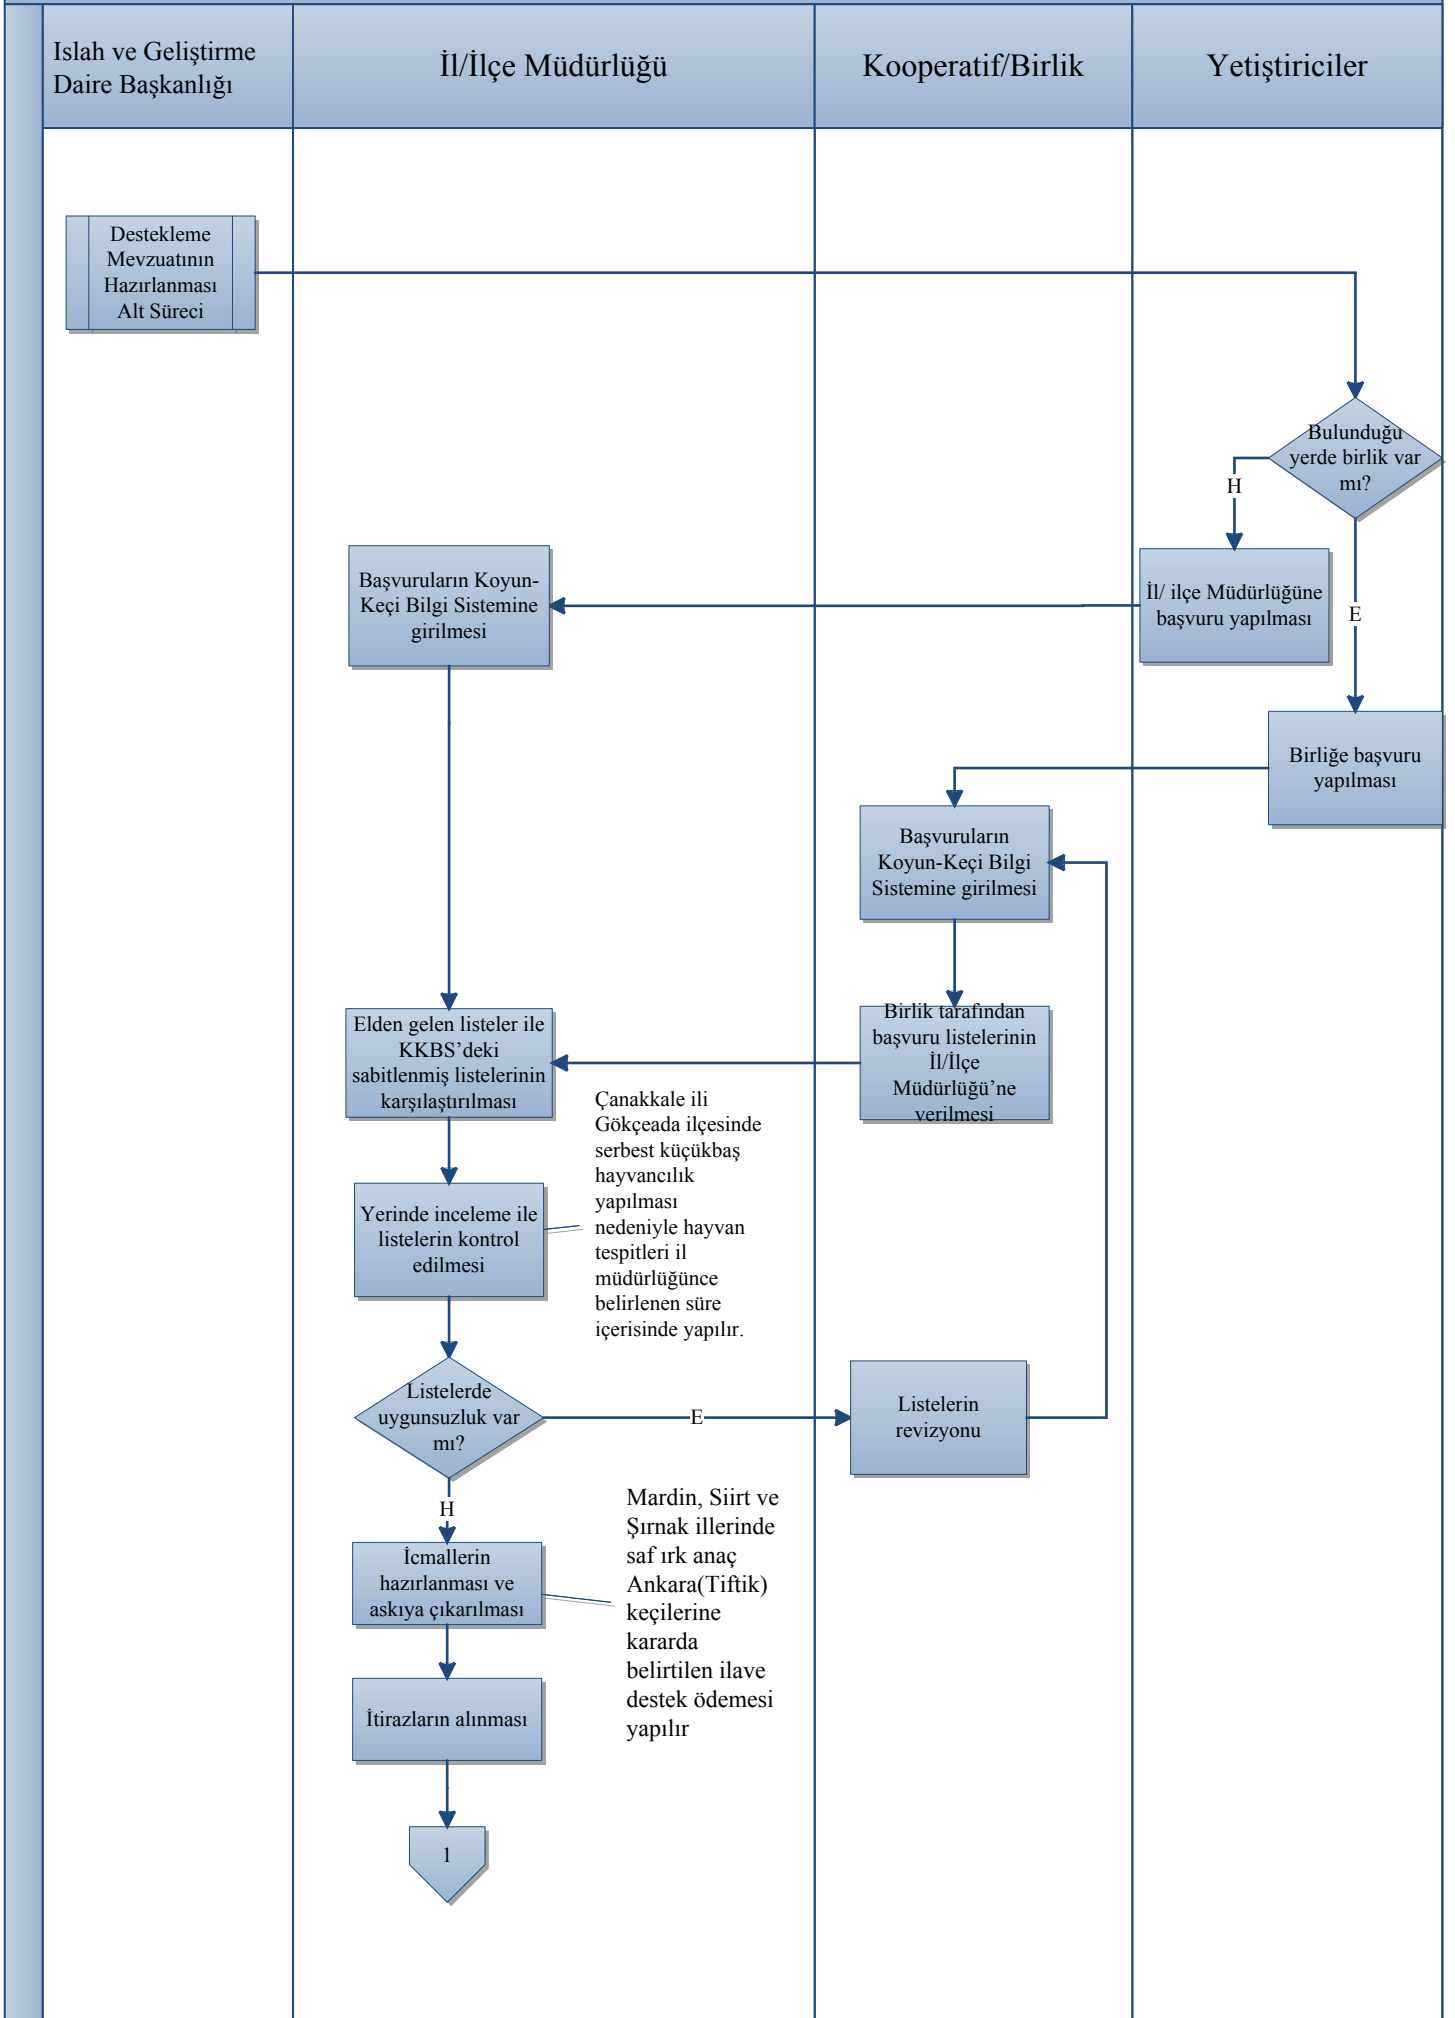 Islah ve Geliştirme
Daire Başkanlığı
İl/İlçe Müdürlüğü
Kooperatif/Birlik
Yetiştiriciler
Destekleme
Mevzuatının
Hazırlanması
Alt Süreci
Bulunduğu
yerde birlik var
mı?
H
E
İl/ ilçe Müdürlüğüne
başvuru yapılması
Başvuruların Koyun-
Keçi Bilgi Sistemine
girilmesi
Birliğe başvuru
yapılması
Başvuruların
Koyun-Keçi Bilgi
Sistemine girilmesi
Birlik tarafından
başvuru listelerinin
İl/İlçe
Müdürlüğü’ne
verilmesi
Elden gelen listeler ile
KKBS’deki
sabitlenmiş listelerinin
karşılaştırılması
Çanakkale ili
Gökçeada ilçesinde
serbest küçükbaş
hayvancılık
yapılması
nedeniyle hayvan
tespitleri il
müdürlüğünce
belirlenen süre
içerisinde yapılır.
Yerinde inceleme ile
listelerin kontrol
edilmesi
Listelerde
uygunsuzluk var
mı?
E
Listelerin
revizyonu
H
İcmallerin
hazırlanması ve
askıya çıkarılması
Mardin, Siirt ve
Şırnak illerinde
saf ırk anaç
Ankara(Tiftik)
keçilerine
kararda
belirtilen ilave
destek ödemesi
yapılır
İtirazların alınması
1